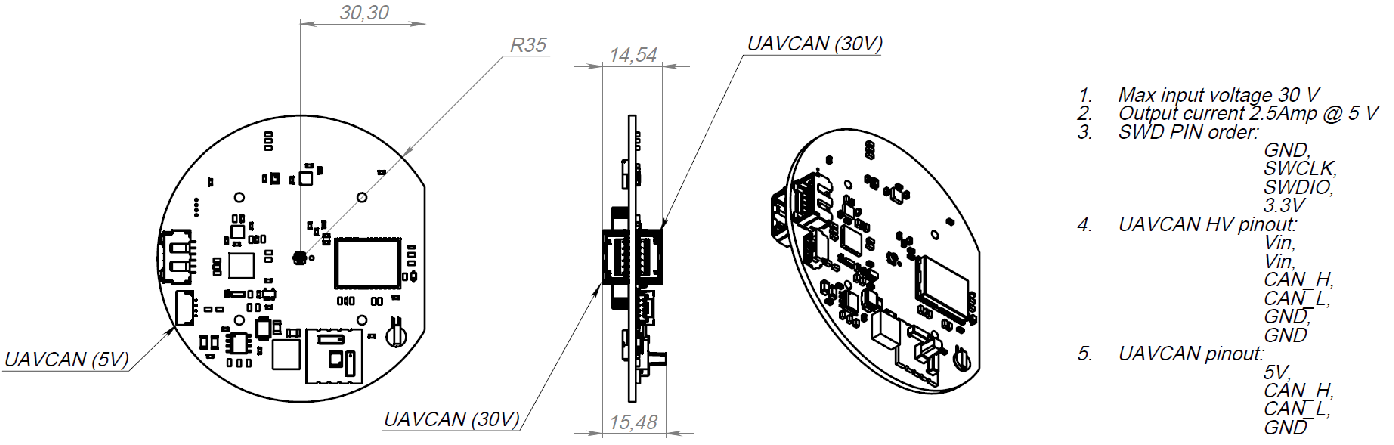 30,30
R35
14,54
UAVCAN (30V)
UAVCAN (5V)
UAVCAN (30V)
15,48
1. Max input voltage 30 V
2. Output current 2.5Amp @ 5 V
3. SWD PIN order:
GND,
SWCLK,
SWDIO,
3.3V
4. UAVCAN HV pinout:
Vin,
Vin,
CAN_H,
CAN_L,
GND,
GND
5. UAVCAN pinout:
5V,
CAN_H,
CAN_L,
GND